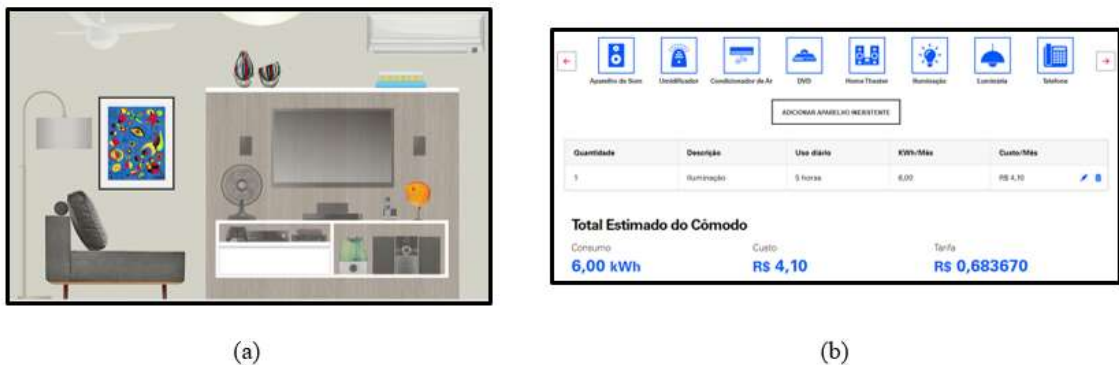 Aparelho de Som
Umidificador
Condicionador de Ar
DVD
Home Theater
Iluminação
Luminária
Telefone
ADICIONAR APARELHO INEXISTENTE
Quantidade Descrição Uso diário KWh/Mês Custo/Mês
1 Iluminação 5 horas 6,00 R$ 4,10
Total Estimado do Cômodo
Consumo Custo Tarifa
6,00 kWh R$ 4,10 R$ 0,683670
(a) (b)